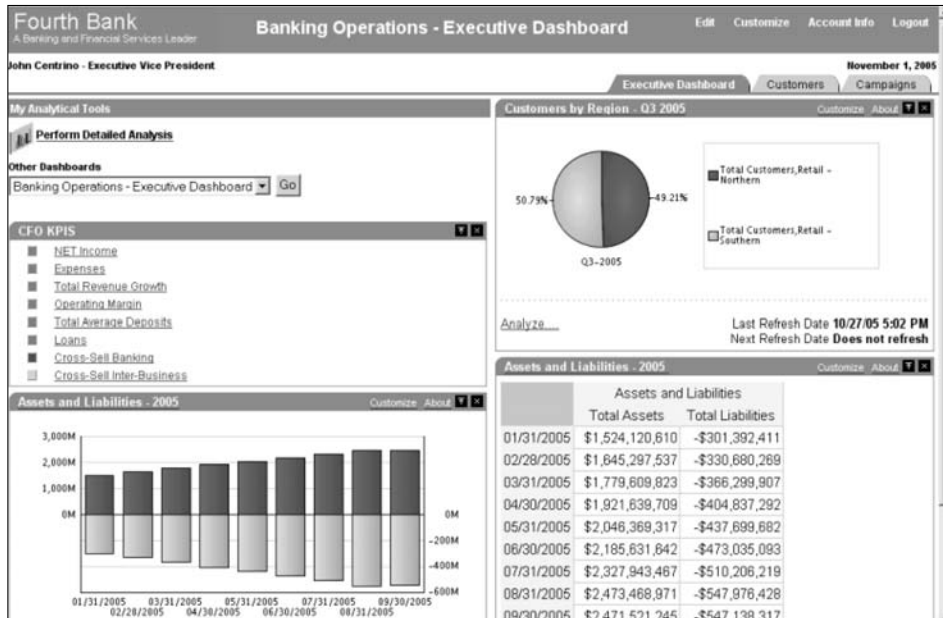 Fourth Bank
A Banking and Financial Services Leader
Banking Operations - Executive Dashboard
Edit Customize Account Info Logout
John Centrino - Executive Vice President
November 1, 2005
Executive Dashboard Customers Campaigns
My Analytical Tools
Perform Detailed Analysis
Other Dashboards
Banking Operations - Executive Dashboard Go
CFO KPIS
NET Income
Expenses
Total Revenue Growth
Operating Margin
Total Average Deposits
Loans
Cross-Sell Banking
Cross-Sell Inter-Business
Assets and Liabilities - 2005 Customize About
3,000M
2,000M
1,000M
0M
0M
-200M
-400M
-600M
01/31/2005 03/31/2005 05/31/2005 07/31/2005 09/30/2005
02/28/2005 04/30/2005 06/30/2005 08/31/2005
Customers by Region - Q3 2005 Customize About
50.79%
49.21%
Q3-2005
Total Customers,Retail -
Northern
Total Customers,Retail -
Southern
Analyze....
Last Refresh Date 10/27/05 5:02 PM
Next Refresh Date Does not refresh
Assets and Liabilities - 2005 Customize About
Assets and Liabilities
Total Assets Total Liabilities
01/31/2005 $1,524,120,610 -$301,392,411
02/28/2005 $1,645,297,537 -$330,680,269
03/31/2005 $1,779,609,823 -$366,299,907
04/30/2005 $1,921,639,709 -$404,837,292
05/31/2005 $2,046,369,317 -$437,699,682
06/30/2005 $2,185,631,642 -$473,035,093
07/31/2005 $2,327,943,467 -$510,206,219
08/31/2005 $2,473,468,971 -$547,976,428
09/30/2005 $2,471,521,245 -$547,138,317